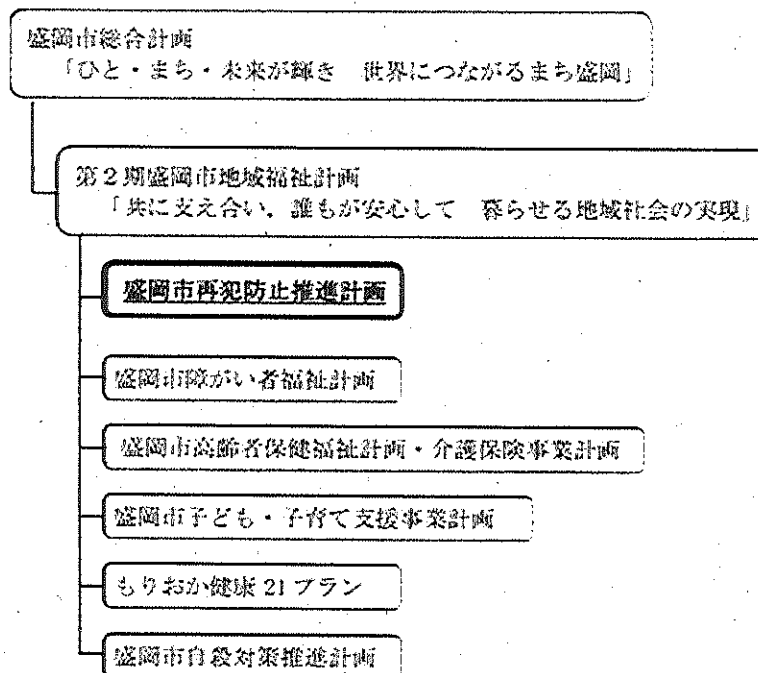 盛岡市総合計画
「ひと・まち・未来が輝き　世界につながるまち盛岡」
第２期盛岡市地域福祉計画
「共に支え合い，誰もが安心して　暮らせる地域社会の実現」
盛岡市再犯防止推進計画
盛岡市障がい者福祉計画
盛岡市高齢者保健福祉計画・介護保険事業計画
盛岡市子ども・子育て支援事業計画
もりおか健康 21 プラン
盛岡市自殺対策推進計画